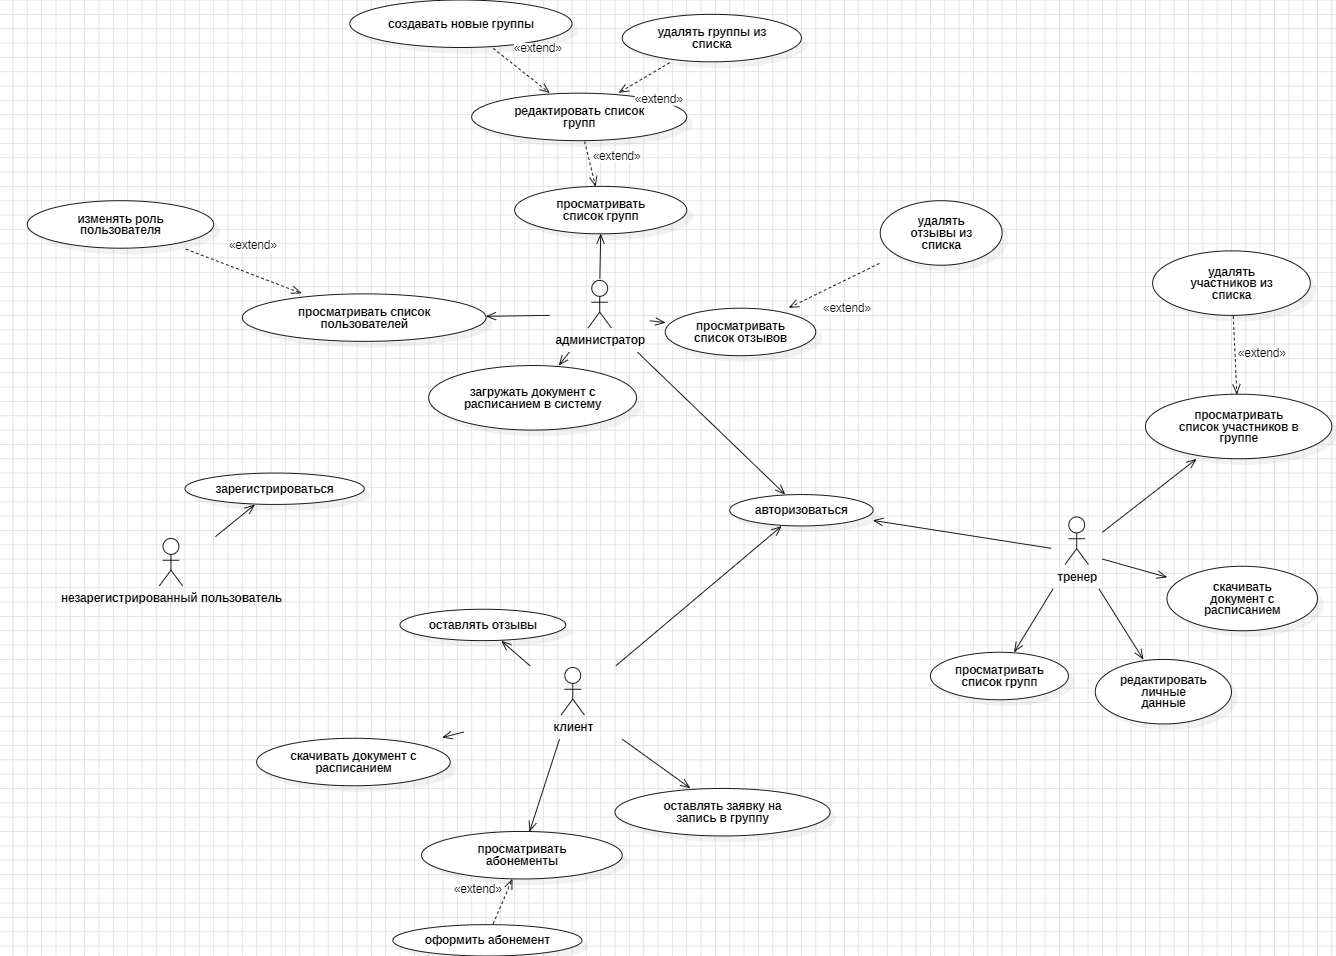 создавать новые группы
удалять группы из
списка
«extend»
«extend»
редактировать список
групп
«extend»
просматривать
список групп
изменять роль
пользователя
«extend»
удалять
отзывы из
списка
удалять
участников из
списка
просматривать список
пользователей
«extend»
просматривать
список отзывов
администратор
«extend»
загружать документ с
расписанием в систему
просматривать
список участников в
группе
зарегистрироваться
авторизоваться
незарегистрированный пользователь
тренер
скачивать
документ с
расписанием
оставлять отзывы
просматривать
список групп
редактировать
личные
данные
клиент
скачивать документ с
расписанием
оставлять заявку на
запись в группу
просматривать
абонементы
«extend»
оформить абонемент